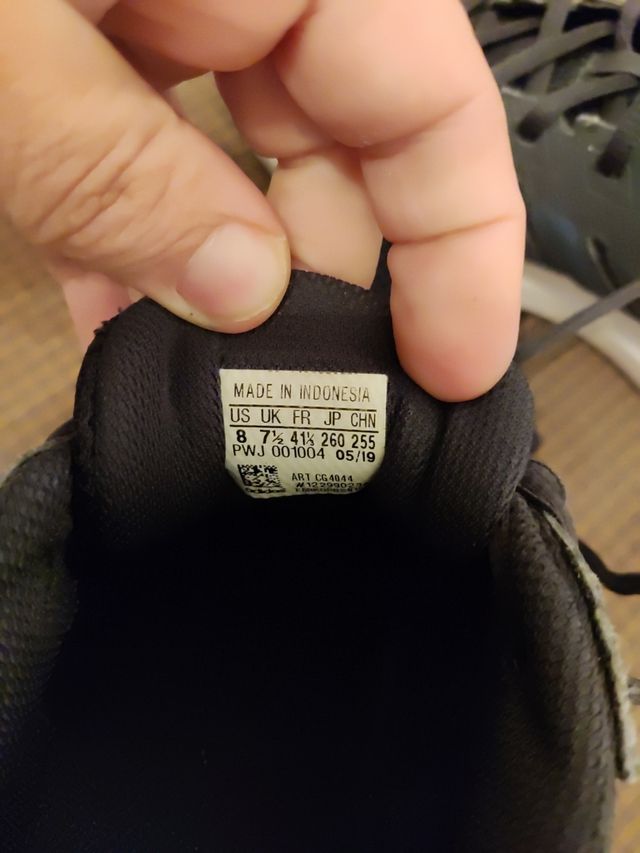 MADE IN INDONESIA
US UK FR JP CHN
8 7½ 41⅓ 260 255
PWJ 001004 05/19
ART CG4044
adidas